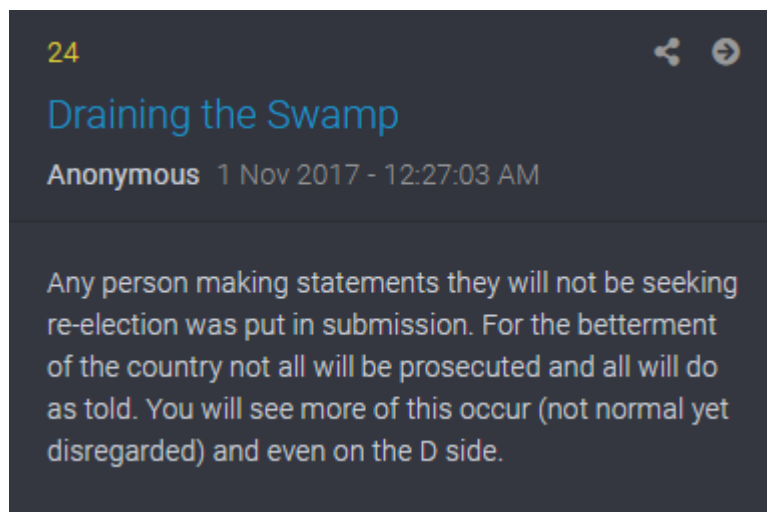 24
Draining the Swamp
Anonymous 1 Nov 2017 - 12:27:03 AM
Any person making statements they will not be seeking
re-election was put in submission. For the betterment
of the country not all will be prosecuted and all will do
as told. You will see more of this occur (not normal yet
disregarded) and even on the D side.